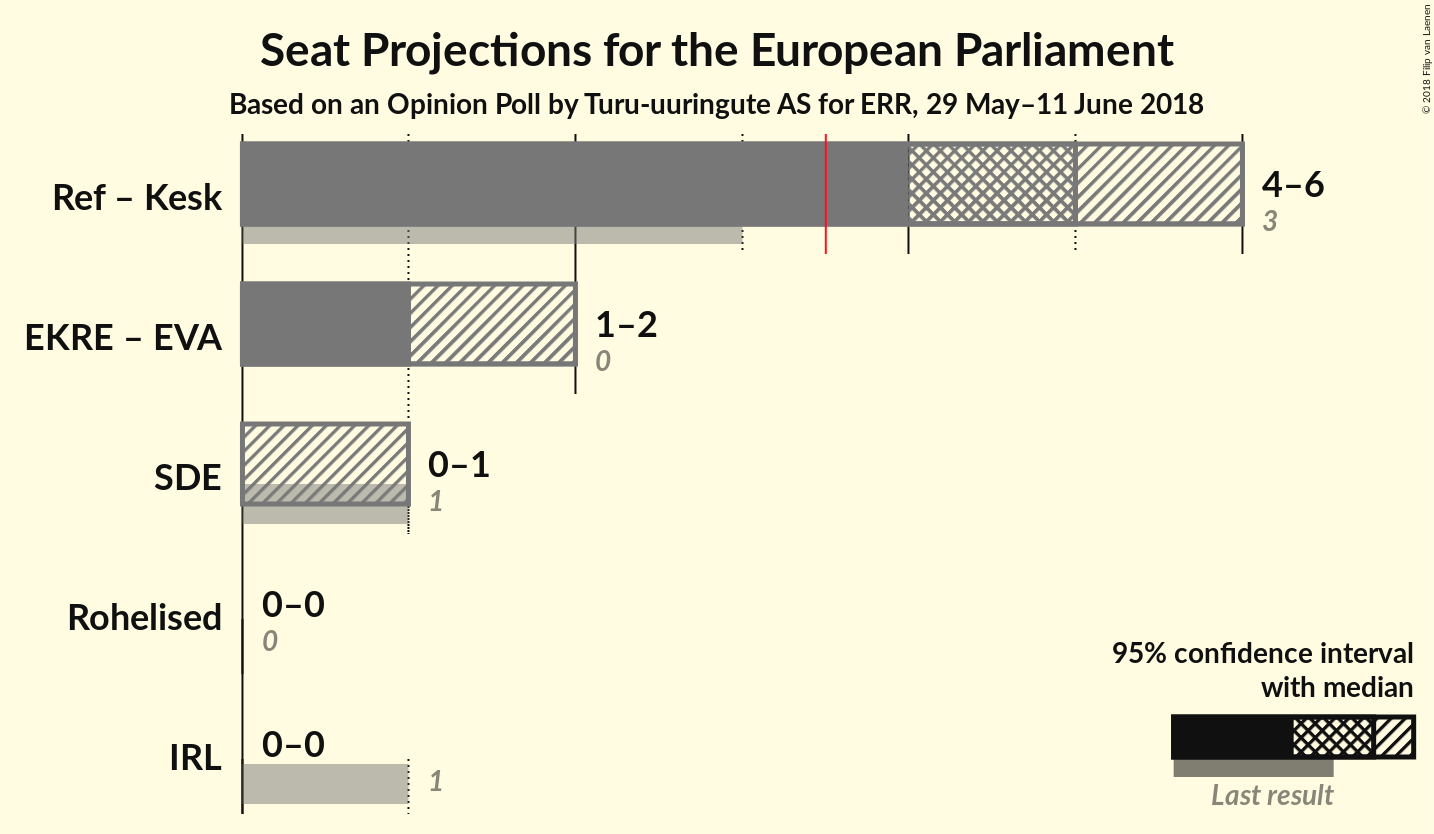 Seat Projections for the European Parliament
Based on an Opinion Poll by Turu-uuringute AS for ERR, 29 May–11 June 2018
© 2018 Filip van Laenen
Ref – Kesk
4–6
3
EKRE – EVA
1–2
0
SDE
0–1
1
Rohelised
0–0
0
IRL
0–0
1
95% confidence interval
with median
Last result